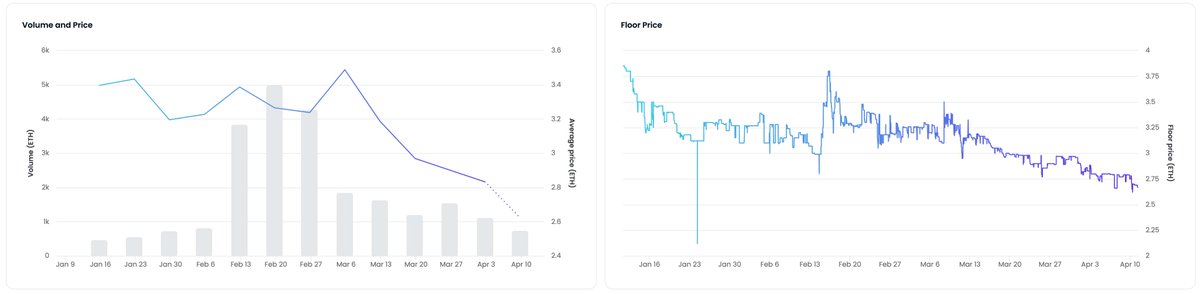 Volume and Price
6k
5k
4k
3k
2k
1k
0
Volume (ETH)
3.6
3.4
3.2
3
2.8
2.6
2.4
Average price (ETH)
Jan 9 Jan 16 Jan 23 Jan 30 Feb 6 Feb 13 Feb 20 Feb 27 Mar 6 Mar 13 Mar 20 Mar 27 Apr 3 Apr 10
Floor Price
4
3.75
3.5
3.25
3
2.75
2.5
2.25
2
Floor price (ETH)
Jan 16 Jan 23 Jan 30 Feb 6 Feb 13 Feb 20 Feb 27 Mar 6 Mar 13 Mar 20 Mar 27 Apr 3 Apr 10